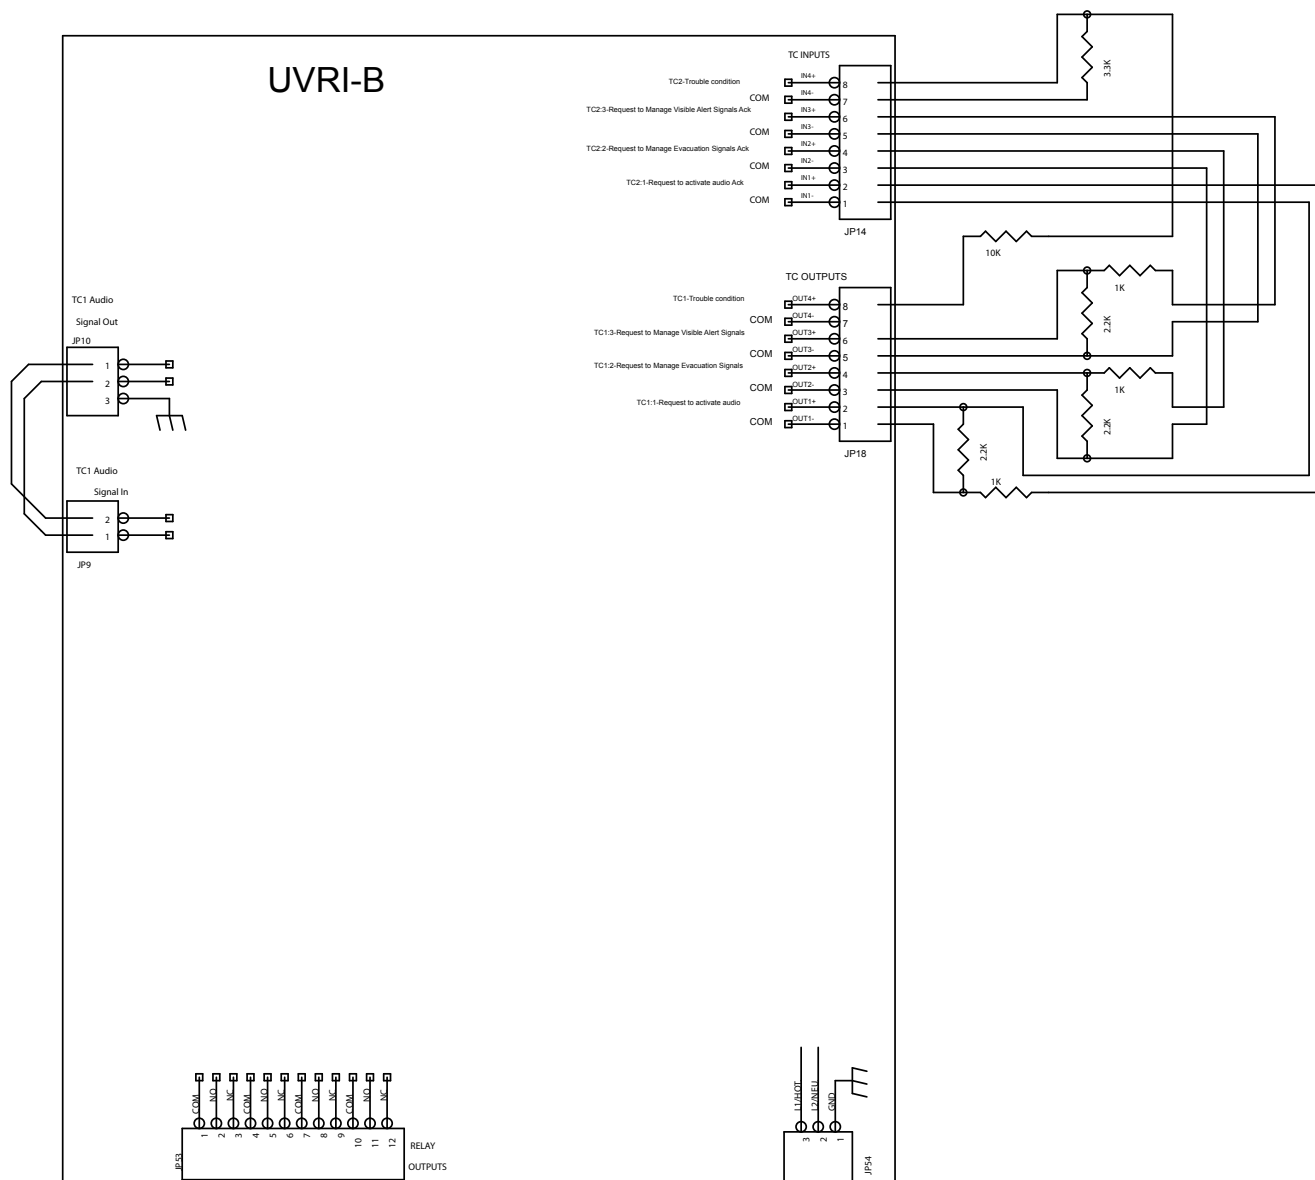 UVRI-B
TC INPUTS
TC2-Trouble condition IN4+ 8
COM IN4- 7
TC2:3-Request to Manage Visible Alert Signals Ack IN3+ 6
COM IN3- 5
TC2:2-Request to Manage Evacuation Signals Ack IN2+ 4
COM IN2- 3
TC2:1-Request to activate audio Ack IN1+ 2
COM IN1- 1
JP14
3.3K
10K
TC OUTPUTS
TC1-Trouble condition OUT4+ 8
COM OUT4- 7
TC1:3-Request to Manage Visible Alert Signals OUT3+ 6
COM OUT3- 5
TC1:2-Request to Manage Evacuation Signals OUT2+ 4
COM OUT2- 3
TC1:1-Request to activate audio OUT1+ 2
COM OUT1- 1
JP18
1K
2.2K
1K
2.2K
2.2K
1K
TC1 Audio
Signal Out
JP10
1
2
3
TC1 Audio
Signal In
2
1
JP9
COM NO NC COM NO NC COM NO NC COM NO NC
1 2 3 4 5 6 7 8 9 10 11 12
JP53
RELAY
OUTPUTS
L1/HOT L2/NEU GND
3 2 1
JP54